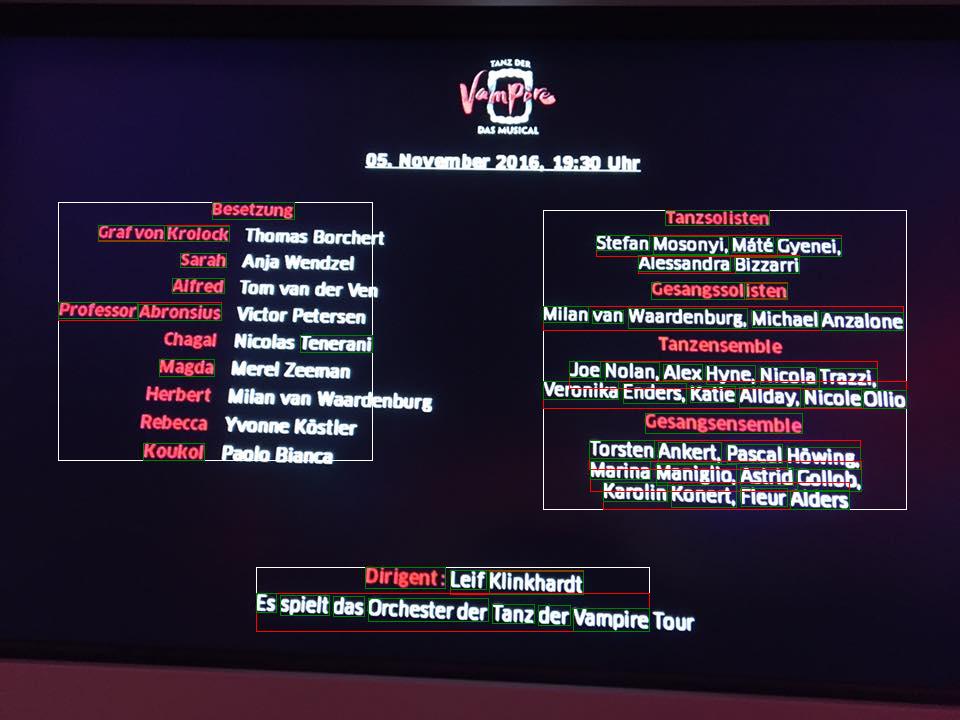 TANZ DER
Vampire
DAS MUSICAL
05. November 2016, 19:30 Uhr
Besetzung
Graf von Krolock Thomas Borchert
Sarah Anja Wendzel
Alfred Tom van der Ven
Professor Abronsius Victor Petersen
Chagal Nicolas Tenerani
Magda Merel Zeeman
Herbert Milan van Waardenburg
Rebecca Yvonne Köstler
Koukol Paolo Bianca
Tanzsolisten
Stefan Mosonyi, Máté Gyenei,
Alessandra Bizzarri
Gesangssolisten
Milan van Waardenburg, Michael Anzalone
Tanzensemble
Joe Nolan, Alex Hyne, Nicola Trazzi,
Veronika Enders, Katie Allday, Nicole Ollio
Gesangsensemble
Torsten Ankert, Pascal Höwing,
Marina Maniglio, Astrid Gollob,
Karolin Konert, Fleur Alders
Dirigent: Leif Klinkhardt
Es spielt das Orchester der Tanz der Vampire Tour